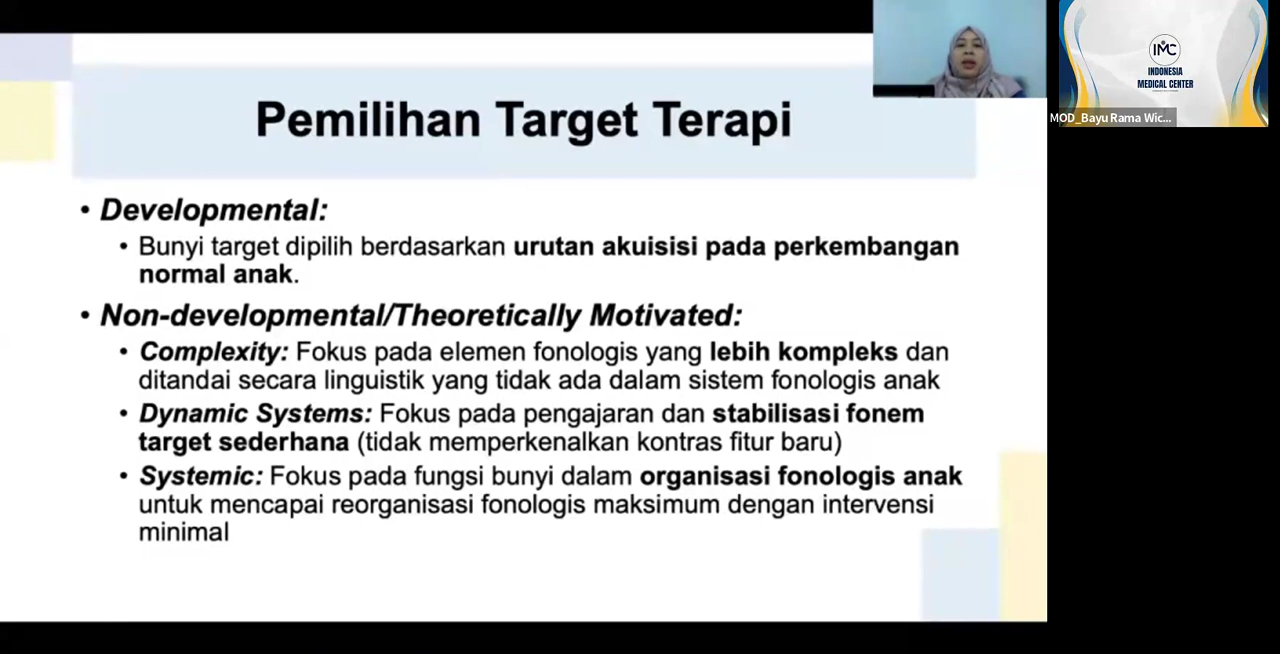 Pemilihan Target Terapi
• Developmental:
• Bunyi target dipilih berdasarkan urutan akuisisi pada perkembangan
normal anak.
• Non-developmental/Theoretically Motivated:
• Complexity: Fokus pada elemen fonologis yang lebih kompleks dan
ditandai secara linguistik yang tidak ada dalam sistem fonologis anak
• Dynamic Systems: Fokus pada pengajaran dan stabilisasi fonem
target sederhana (tidak memperkenalkan kontras fitur baru)
• Systemic: Fokus pada fungsi bunyi dalam organisasi fonologis anak
untuk mencapai reorganisasi fonologis maksimum dengan intervensi
minimal
IMC
INDONESIA
MEDICAL CENTER
MOD_Bayu Rama Wic...